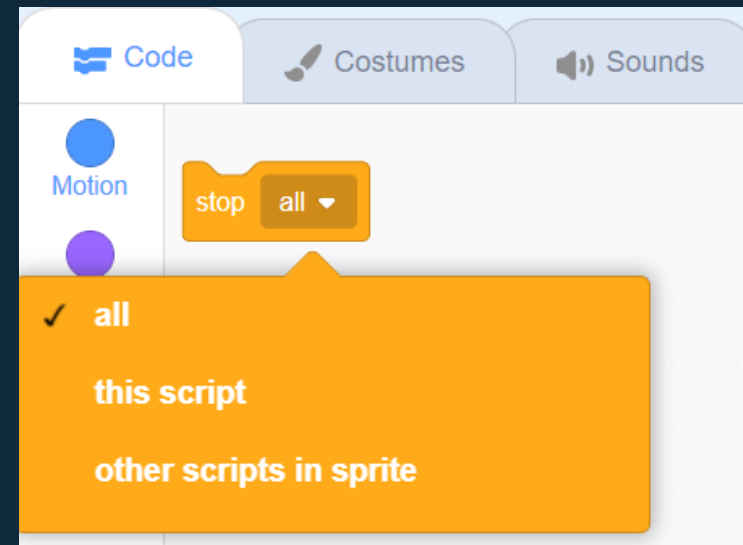 Code Costumes Sounds
Motion
stop all
all
this script
other scripts in sprite